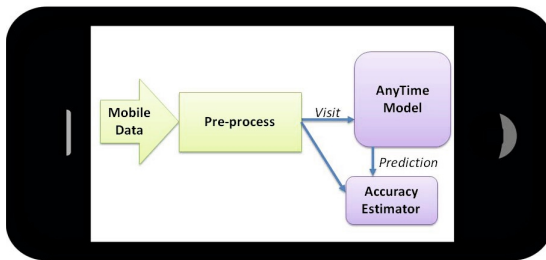 Mobile
Data
Pre-process
Visit
AnyTime
Model
Prediction
Accuracy
Estimator